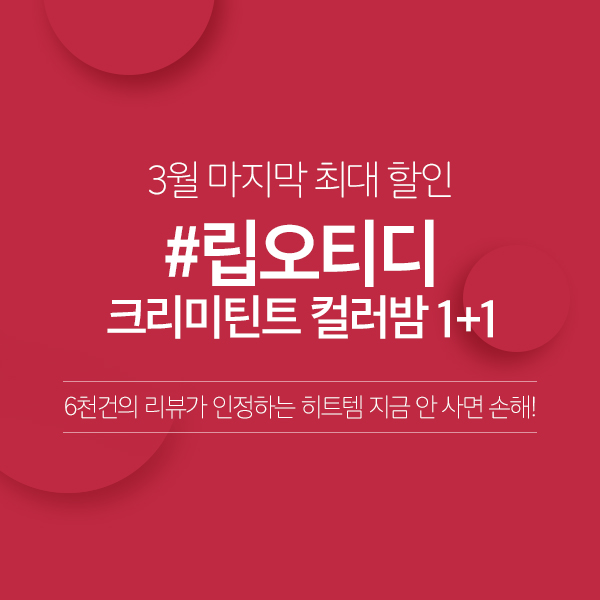 3월 마지막 최대 할인
#립오티디
크리미틴트 컬러밤 1+1
6천건의 리뷰가 인정하는 히트템 지금 안 사면 손해!